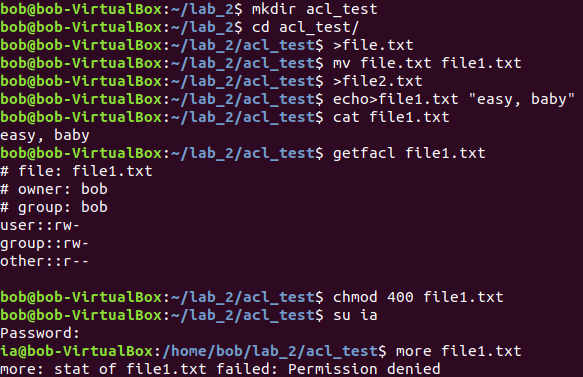 bob@bob-VirtualBox:~/lab_2$ mkdir acl_test
bob@bob-VirtualBox:~/lab_2$ cd acl_test/
bob@bob-VirtualBox:~/lab_2/acl_test$ >file.txt
bob@bob-VirtualBox:~/lab_2/acl_test$ mv file.txt file1.txt
bob@bob-VirtualBox:~/lab_2/acl_test$ >file2.txt
bob@bob-VirtualBox:~/lab_2/acl_test$ echo>file1.txt "easy, baby"
bob@bob-VirtualBox:~/lab_2/acl_test$ cat file1.txt
easy, baby
bob@bob-VirtualBox:~/lab_2/acl_test$ getfacl file1.txt
# file: file1.txt
# owner: bob
# group: bob
user::rw-
group::rw-
other::r--

bob@bob-VirtualBox:~/lab_2/acl_test$ chmod 400 file1.txt
bob@bob-VirtualBox:~/lab_2/acl_test$ su ia
Password:
ia@bob-VirtualBox:/home/bob/lab_2/acl_test$ more file1.txt
more: stat of file1.txt failed: Permission denied